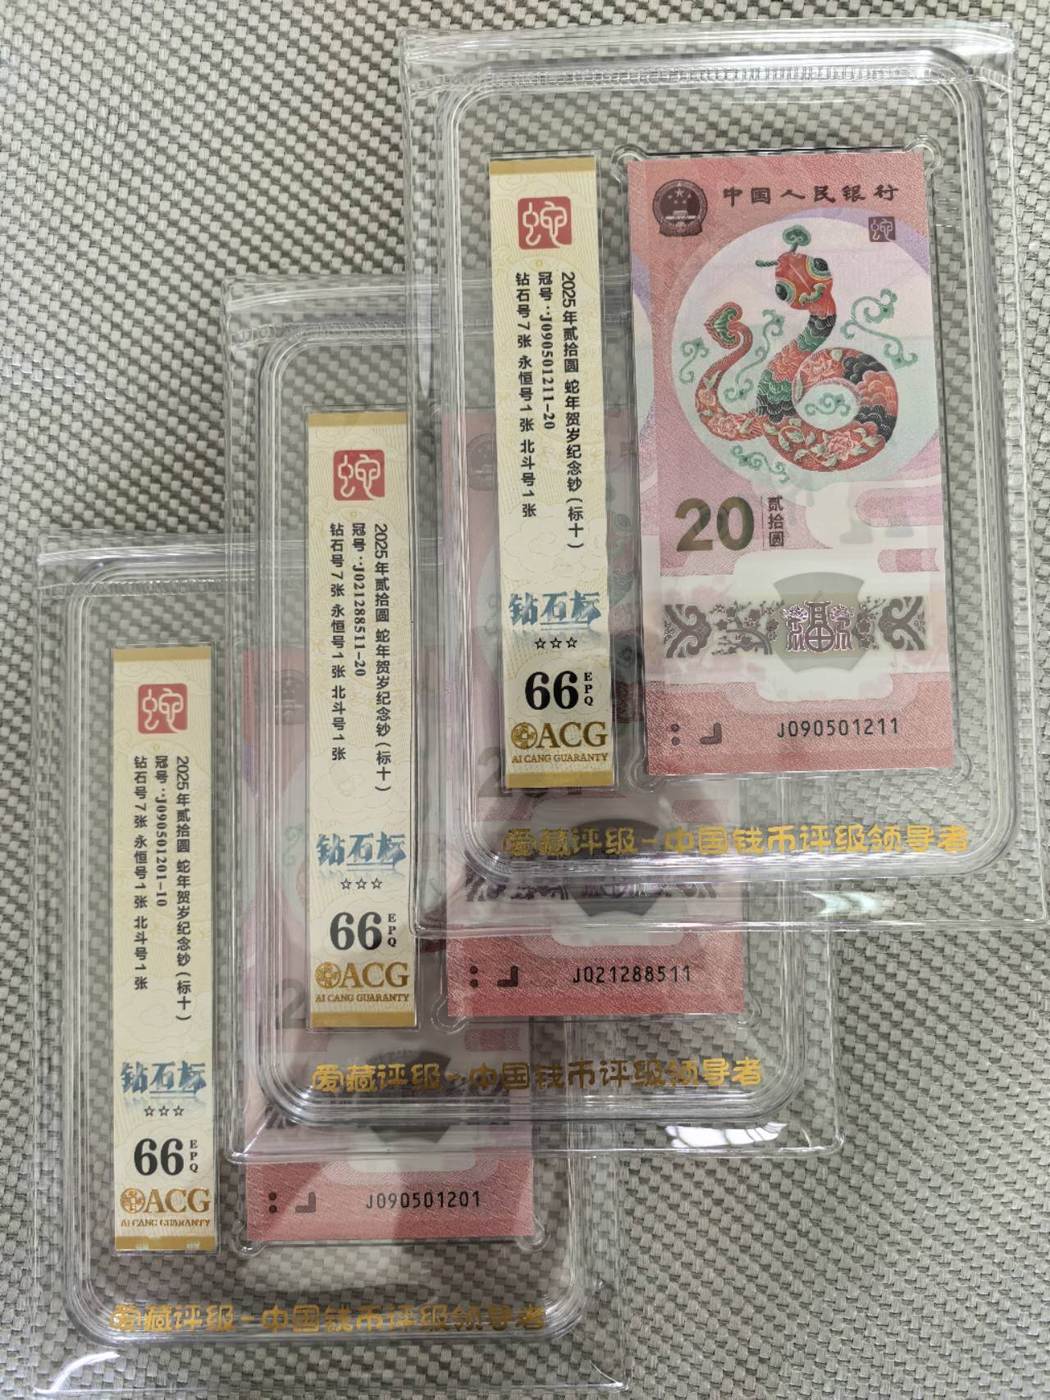 中国人民银行
蛇
2025年贰拾圆 蛇年贺岁纪念钞(标十)
冠号:J090501211-20
钻石号7张 永恒号1张 北斗号1张
钻石标
☆☆☆
66
EPQ
ACG
AI CANG GUARANTY
蛇
20
贰拾圆
福
J090501211
爱藏评级-中国钱币评级领导者
蛇
2025年贰拾圆 蛇年贺岁纪念钞(标十)
冠号:J021288511-20
钻石号7张 永恒号1张 北斗号1张
钻石标
☆☆☆
66
EPQ
ACG
AI CANG GUARANTY
J021288511
爱藏评级-中国钱币评级领导者
蛇
2025年贰拾圆 蛇年贺岁纪念钞(标十)
冠号:J090501201-10
钻石号7张 永恒号1张 北斗号1张
钻石标
☆☆☆
66
EPQ
ACG
AI CANG GUARANTY
J090501201
爱藏评级-中国钱币评级领导者